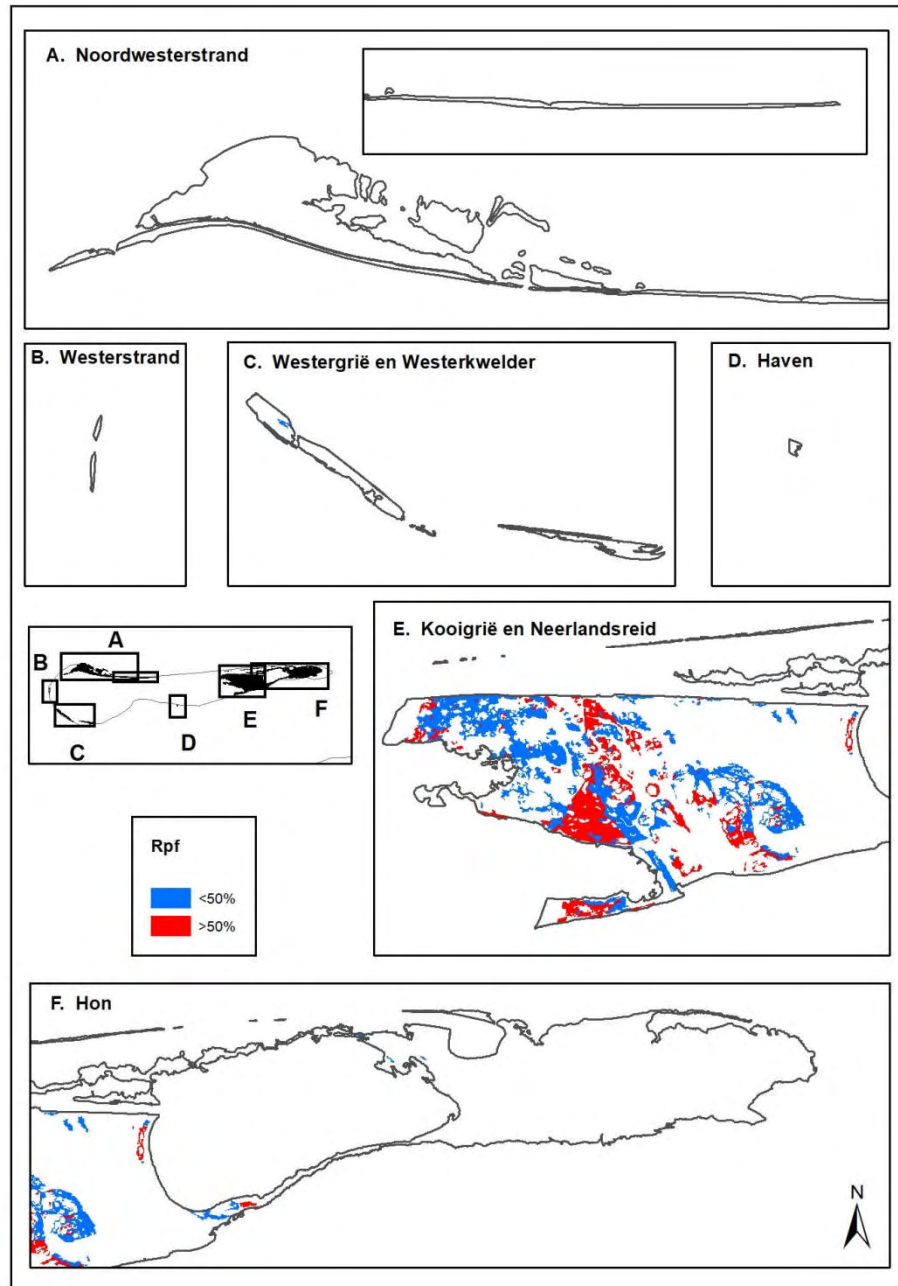 A. Noordwesterstrand
B. Westerstrand
C. Westergrië en Westerkwelder
D. Haven
A
B
C
D
E
F
E. Kooigrië en Neerlandsreid
Rpf
<50%
>50%
F. Hon
N